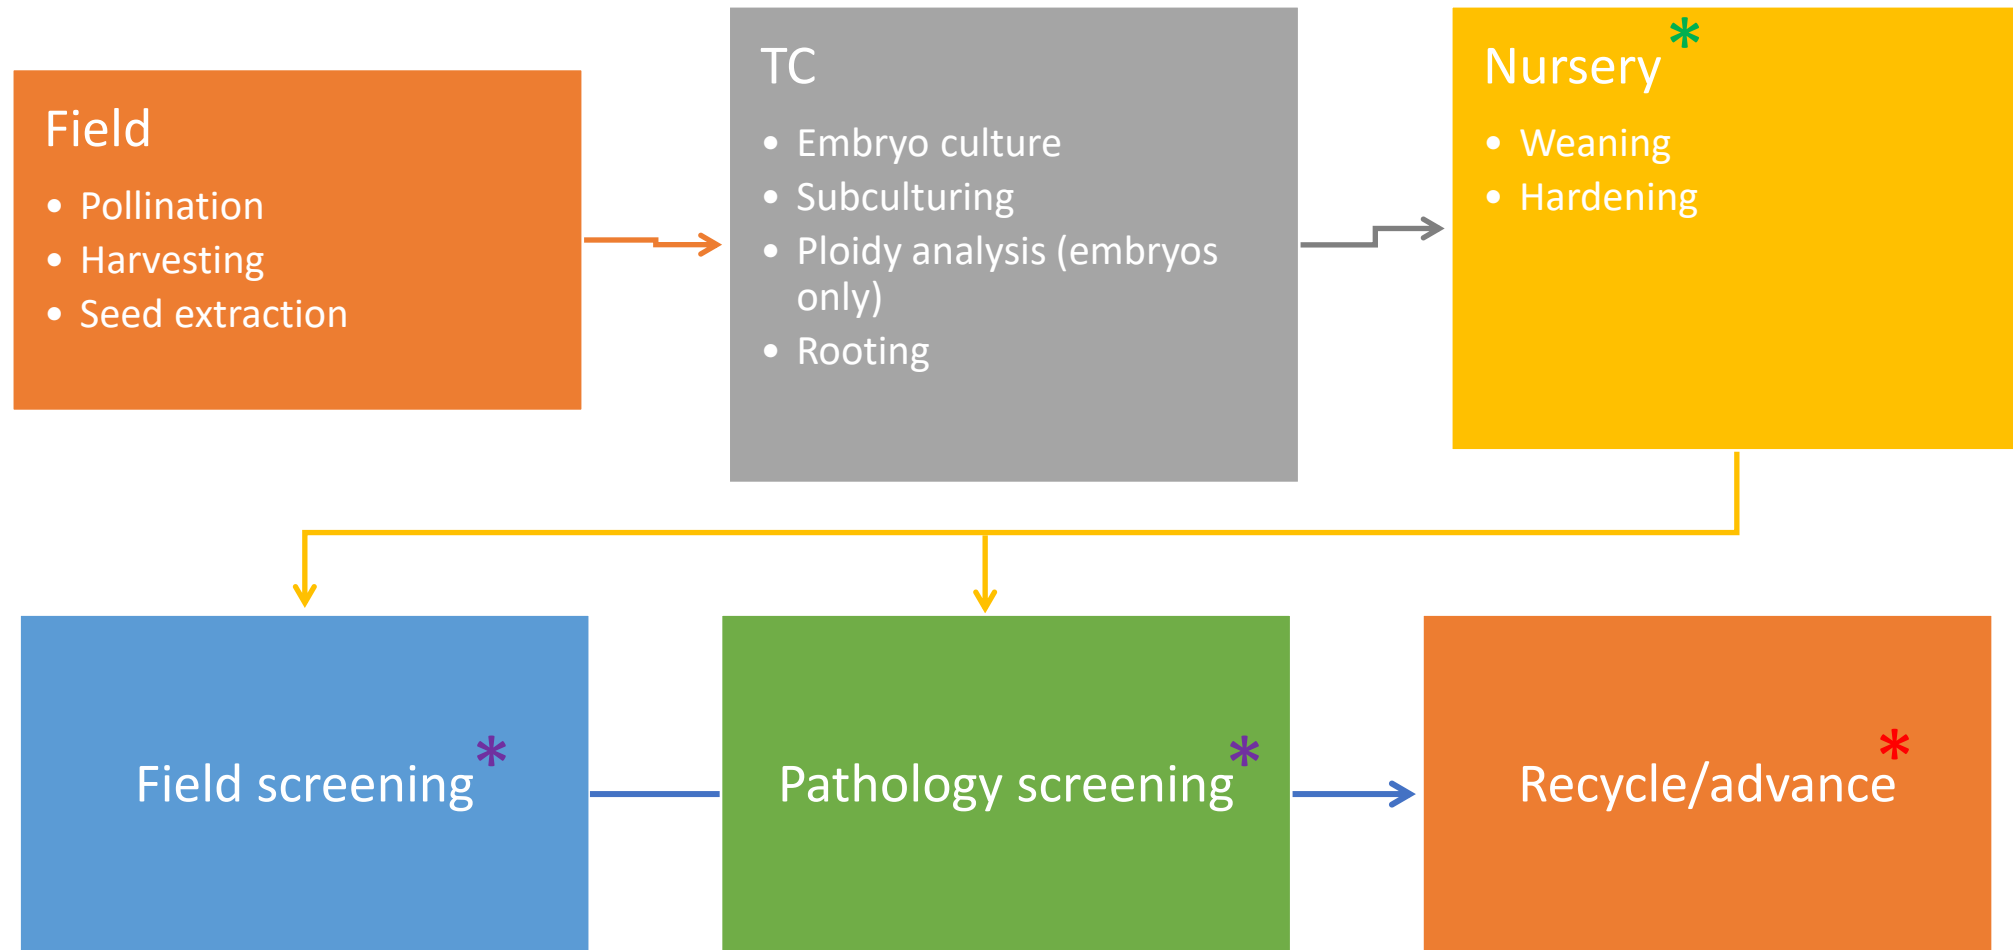 Field
• Pollination
• Harvesting
• Seed extraction
TC
• Embryo culture
• Subculturing
• Ploidy analysis (embryos
only)
• Rooting
Nursery*
• Weaning
• Hardening
Field screening*
Pathology screening*
Recycle/advance*